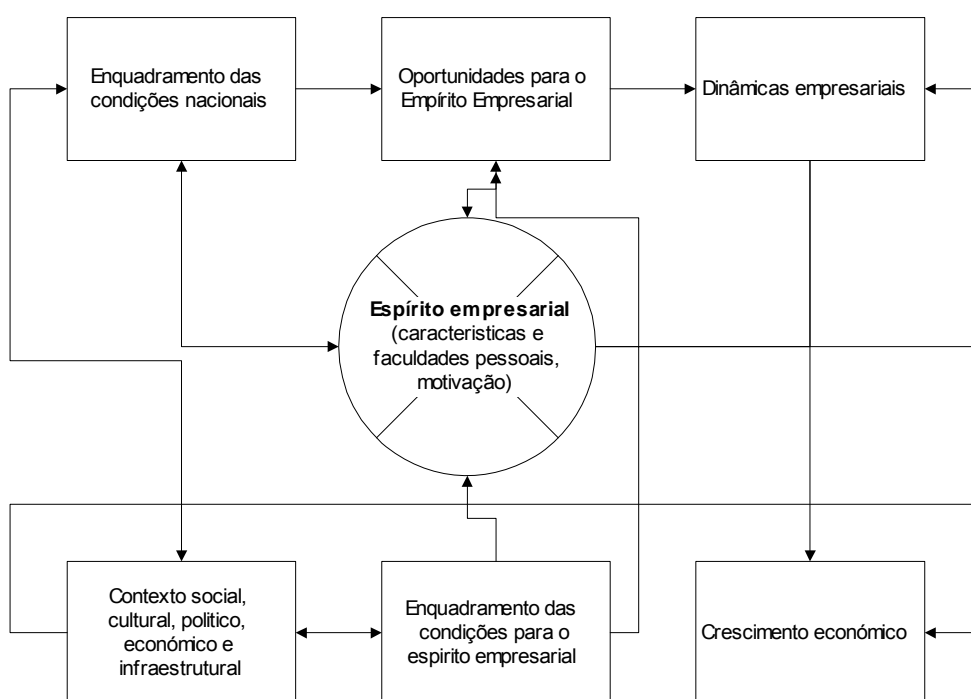 Enquadramento das
condições nacionais
Oportunidades para o
Empírito Empresarial
Dinâmicas empresariais
Espírito empresarial
(caracteristicas e
faculdades pessoais,
motivação)
Contexto social,
cultural, politico,
económico e
infraestrutural
Enquadramento das
condições para o
espirito empresarial
Crescimento económico